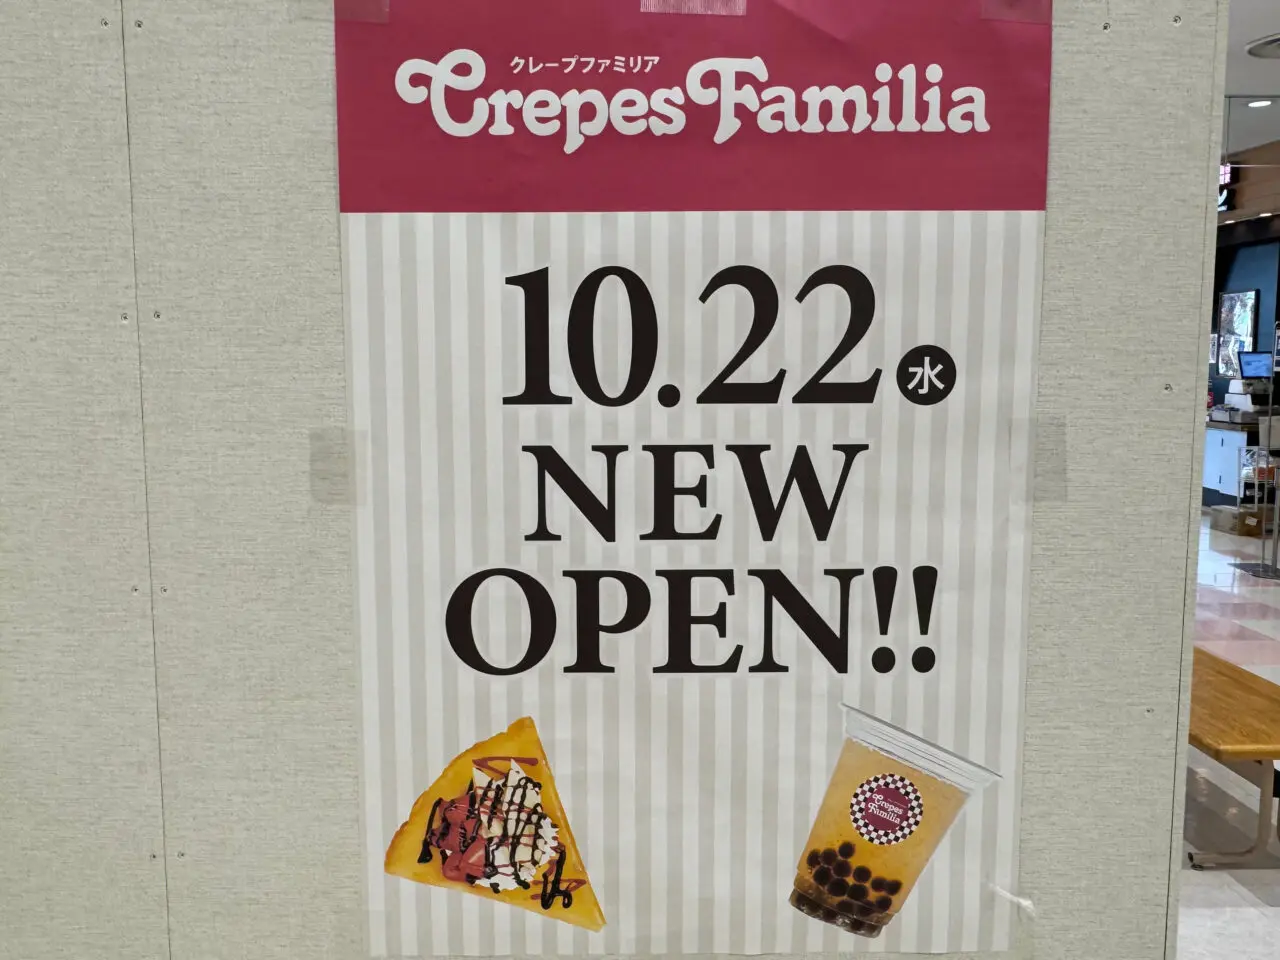 クレープファミリア
Crepes Familia
10.22 水
NEW
OPEN!!
Crepes
Familia